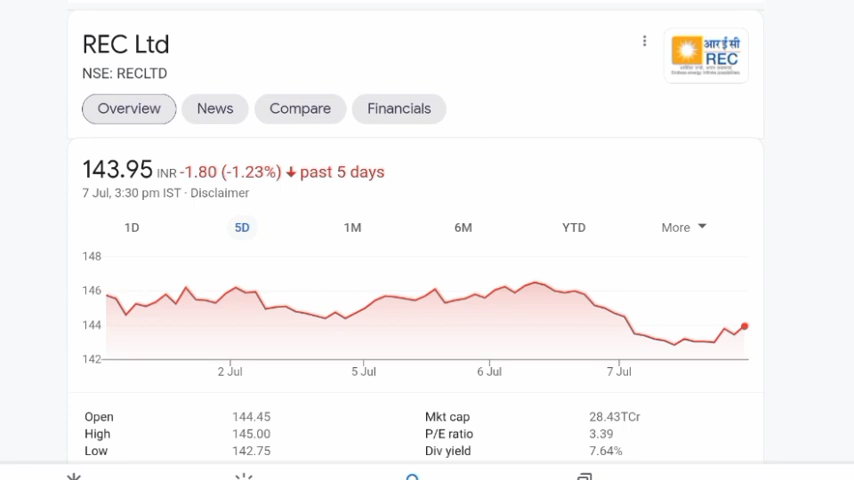 REC Ltd
NSE: RECLTD
आर ई सी
REC
Overview News Compare Financials
143.95 INR -1.80 (-1.23%) ↓ past 5 days
7 Jul, 3:30 pm IST · Disclaimer
1D 5D 1M 6M YTD More
148
146
144
142
2 Jul 5 Jul 6 Jul 7 Jul
Open 144.45 Mkt cap 28.43TCr
High 145.00 P/E ratio 3.39
Low 142.75 Div yield 7.64%